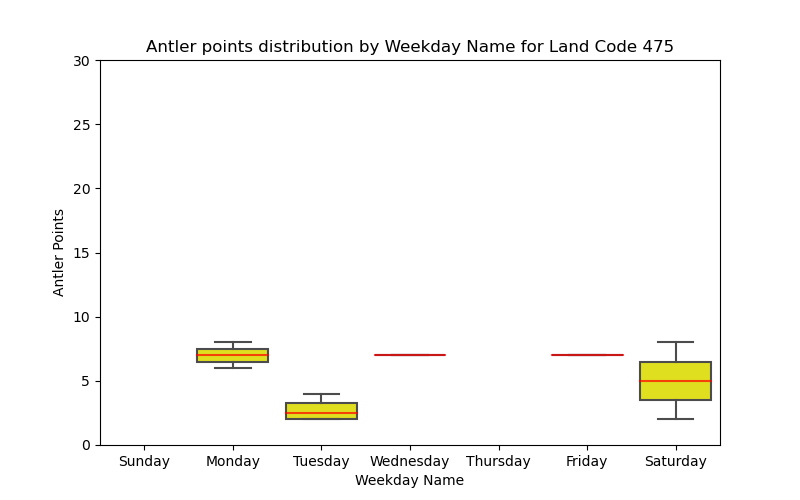 Antler points distribution by Weekday Name for Land Code 475
30
25
20
15
10
5
0
Antler Points
Sunday Monday Tuesday Wednesday Thursday Friday Saturday
Weekday Name